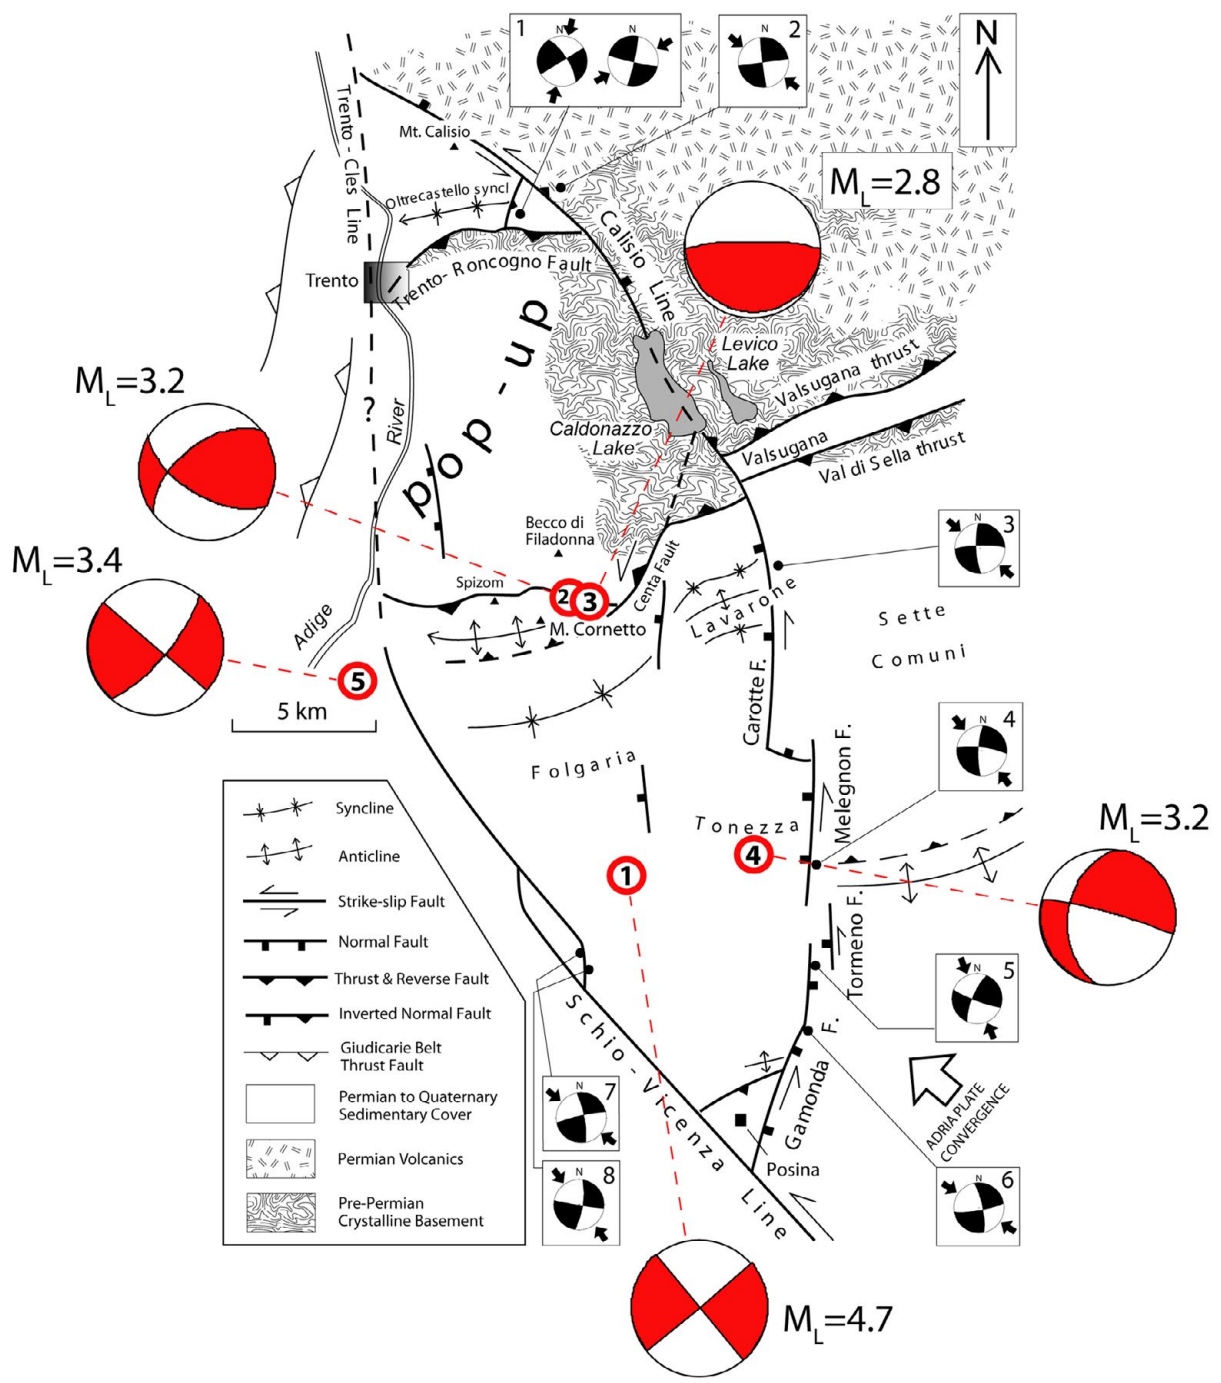 1
N
N
2
N
N
Trento - Cles Line
Mt. Calisio
M_L=2.8
Oltrecastello syncl
Calisio Line
Trento
Trento - Roncogno Fault
pop-up
Levico
Lake
Valsugana thrust
M_L=3.2
?
River
Caldonazzo
Lake
Valsugana
Val di Sella thrust
Becco di
Filadonna
3
N
M_L=3.4
Spizom
2
3
Centa Fault
Lavarone
Sette
Comuni
Adige
M. Cornetto
5
5 km
Carotte F.
4
N
Folgaria
Melegnon F.
Tonezza
4
M_L=3.2
1
Syncline
Anticline
Strike-slip Fault
Normal Fault
Thrust & Reverse Fault
Inverted Normal Fault
Giudicarie Belt
Thrust Fault
Permian to Quaternary
Sedimentary Cover
Permian Volcanics
Pre-Permian
Crystalline Basement
Tormeno F.
5
N
Schio - Vicenza Line
Gamonda F.
ADRIA PLATE
CONVERGENCE
7
N
Posina
8
N
6
N
M_L=4.7